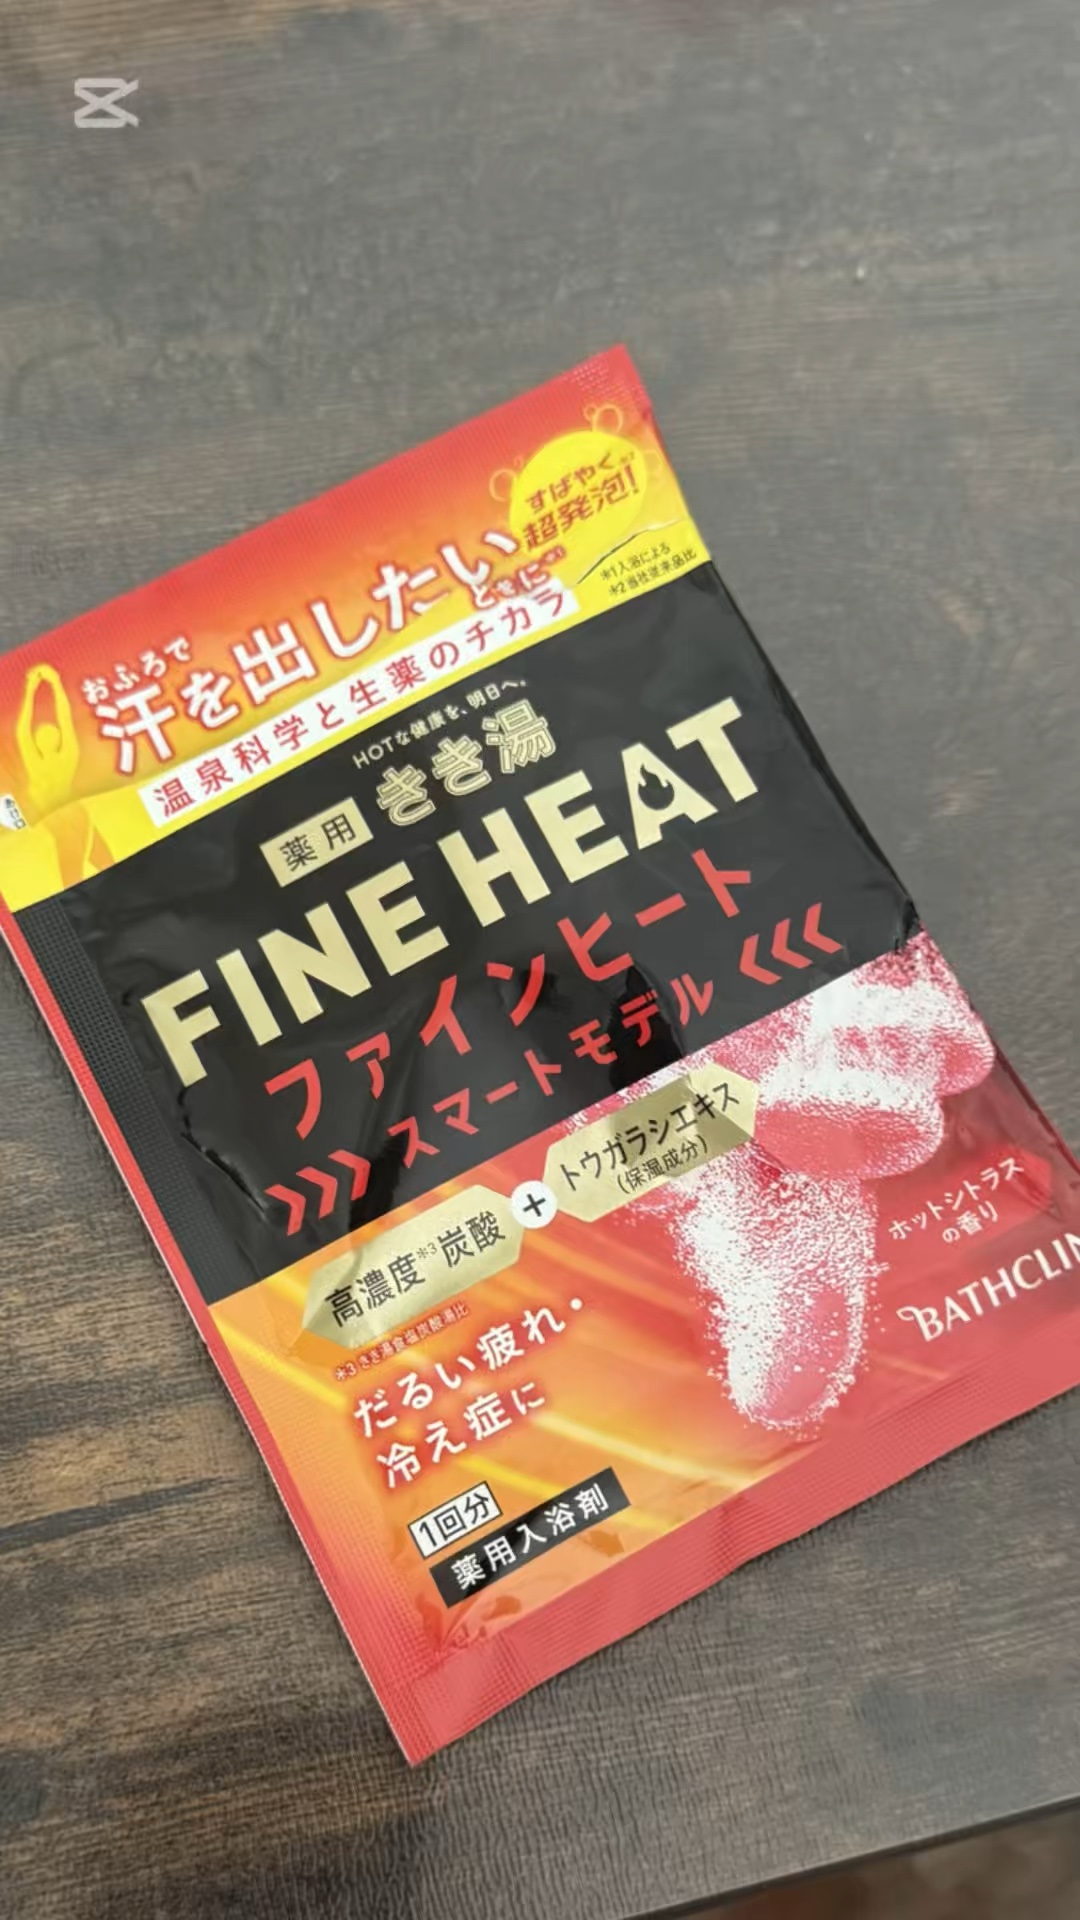 すばやく※2
超発泡!
※1入浴による
※2当社従来品比
おふろで
汗を出したい
ときに※1
温泉科学と生薬のチカラ
あけ口
HOTな健康を、明日へ。
薬用 きき湯
FINE HEAT
ファインヒート
スマートモデル
高濃度※3炭酸 + トウガラシエキス
(保湿成分)
※3 きき湯食塩炭酸湯比
ホットシトラス
の香り
BATHCLIN
だるい疲れ・
冷え症に
1回分
薬用入浴剤